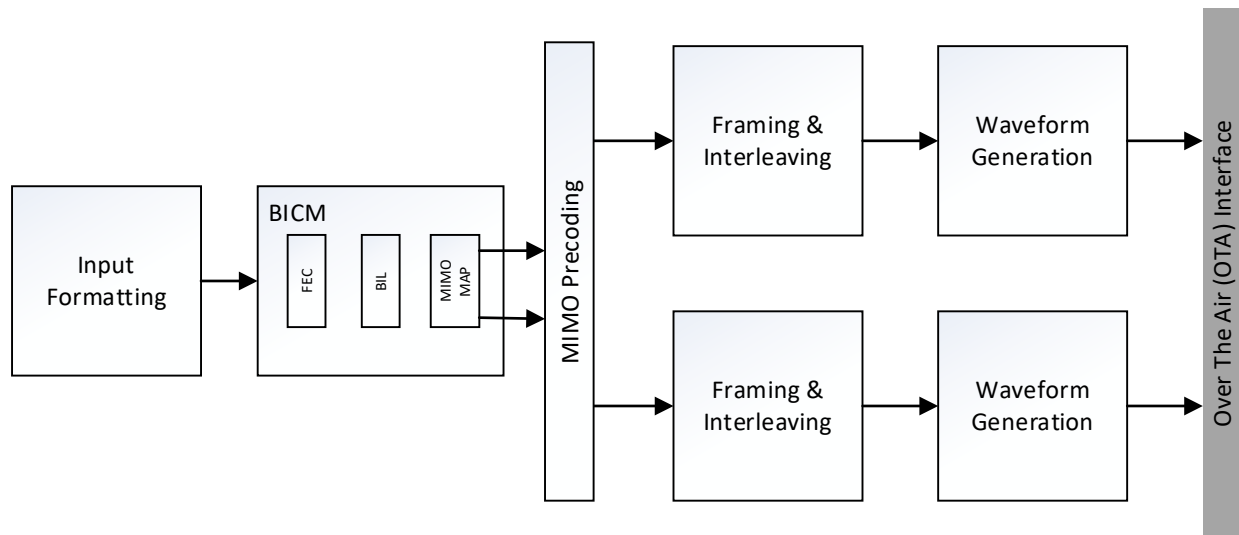 Input
Formatting
BICM
FEC
BIL
MIMO
MAP
MIMO Precoding
Framing &
Interleaving
Waveform
Generation
Framing &
Interleaving
Waveform
Generation
Over The Air (OTA) Interface